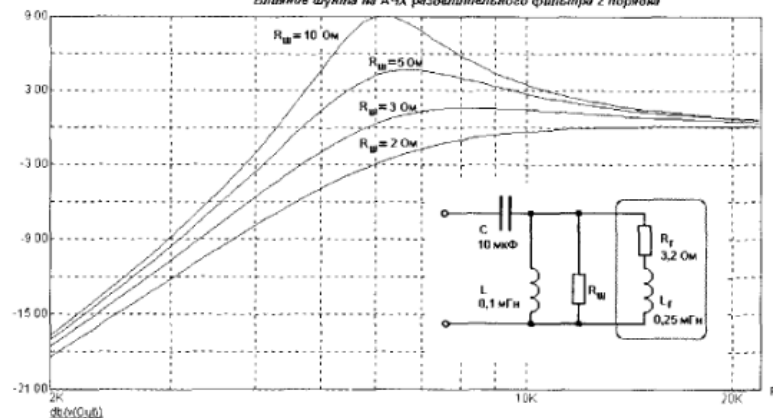 Влияние шунта на АЧХ разделительного фильтра 2 порядка
9.00
3.00
-3.00
-9.00
-15.00
-21.00
Rш= 10 Ом
Rш= 5 Ом
Rш= 3 Ом
Rш= 2 Ом
C
10 мкФ
L
0,1 мГн
Rш
Rг
3,2 Ом
Lг
0,25 мГн
2K
10K
20K
F
db(v(Out))